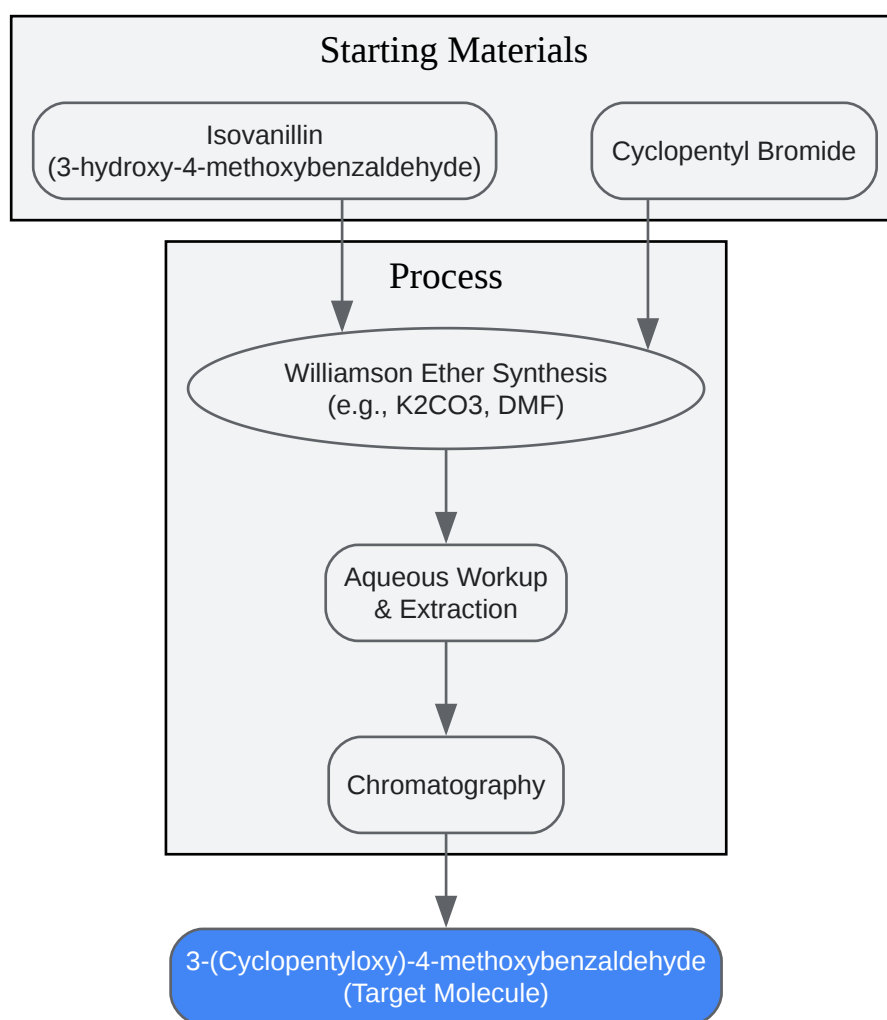 Starting Materials
Isovanillin
(3-hydroxy-4-methoxybenzaldehyde)
Cyclopentyl Bromide
Process
Williamson Ether Synthesis
(e.g., K2CO3, DMF)
Aqueous Workup
& Extraction
Chromatography
3-(Cyclopentyloxy)-4-methoxybenzaldehyde
(Target Molecule)